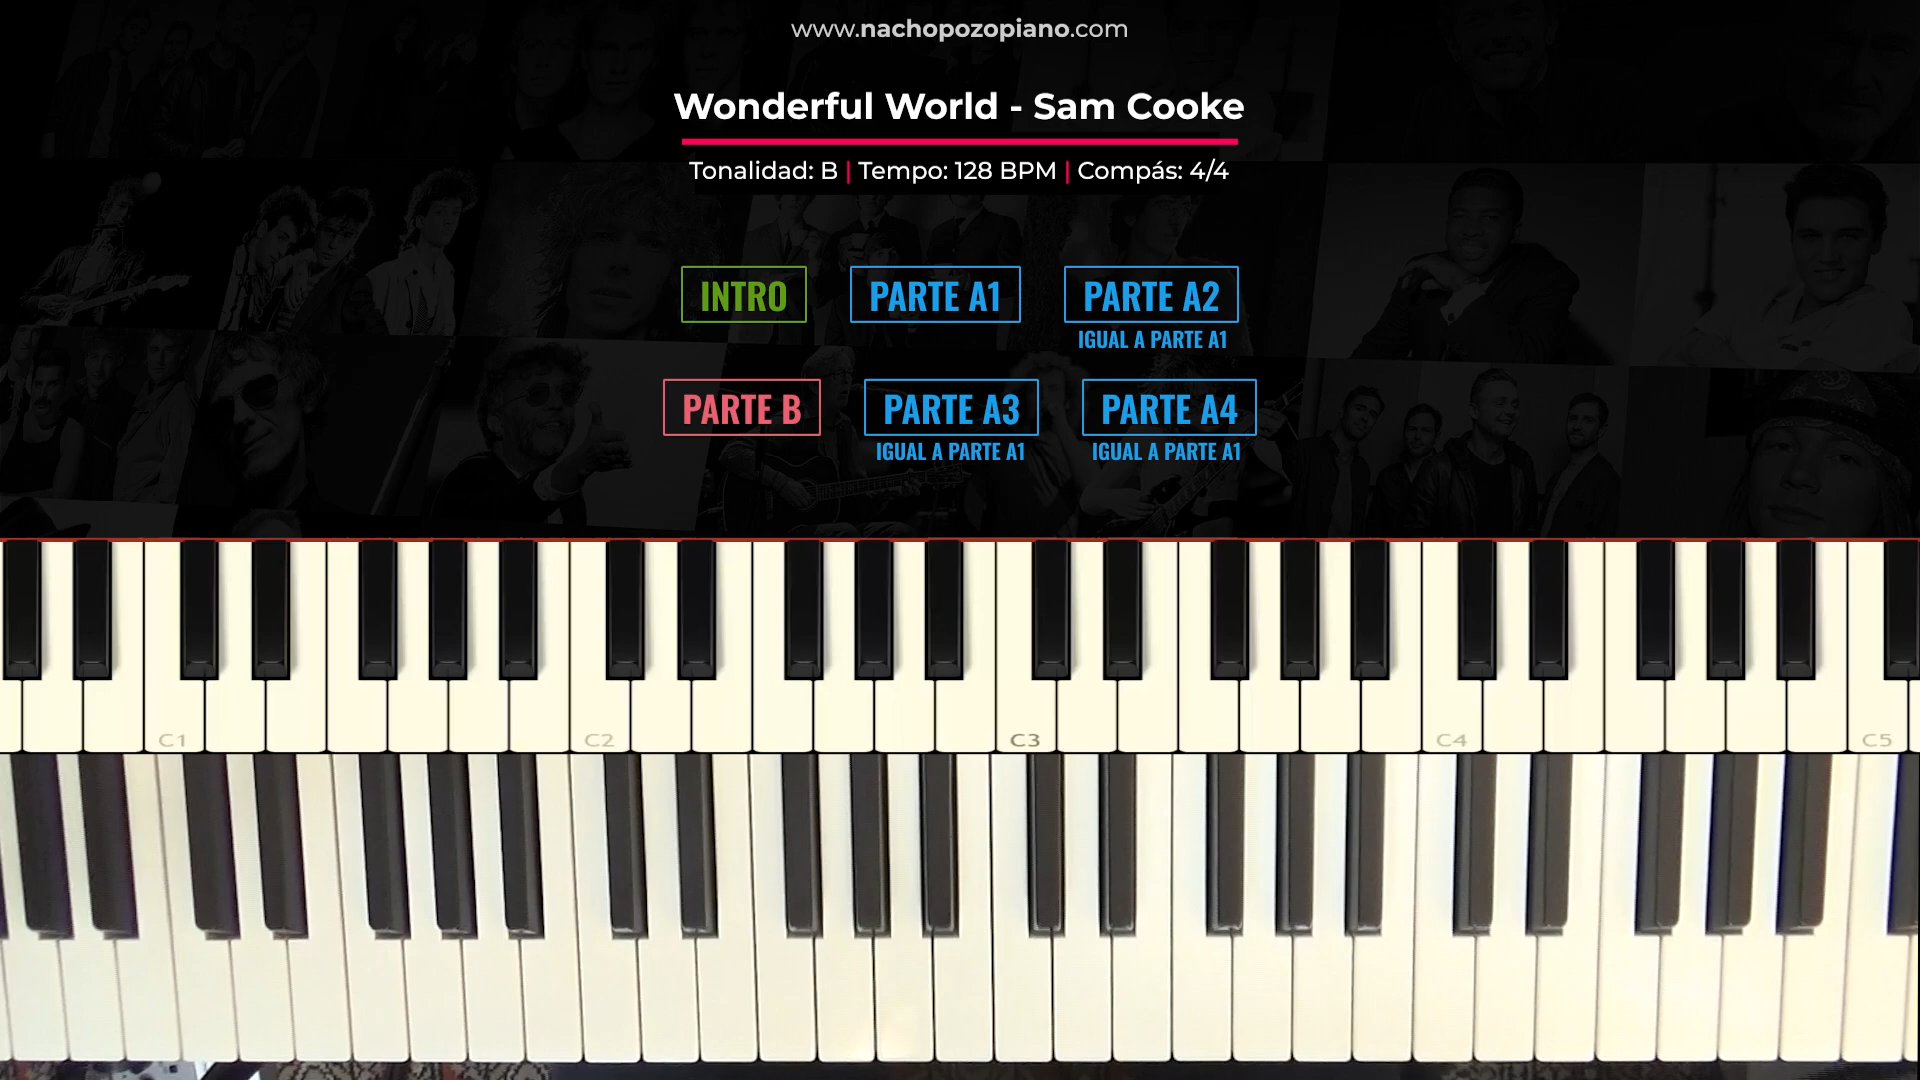 www.nachopozopiano.com
Wonderful World - Sam Cooke
Tonalidad: B | Tempo: 128 BPM | Compás: 4/4
INTRO PARTE A1 PARTE A2
IGUAL A PARTE A1
PARTE B PARTE A3 PARTE A4
IGUAL A PARTE A1 IGUAL A PARTE A1
C1 C2 C3 C4 C5